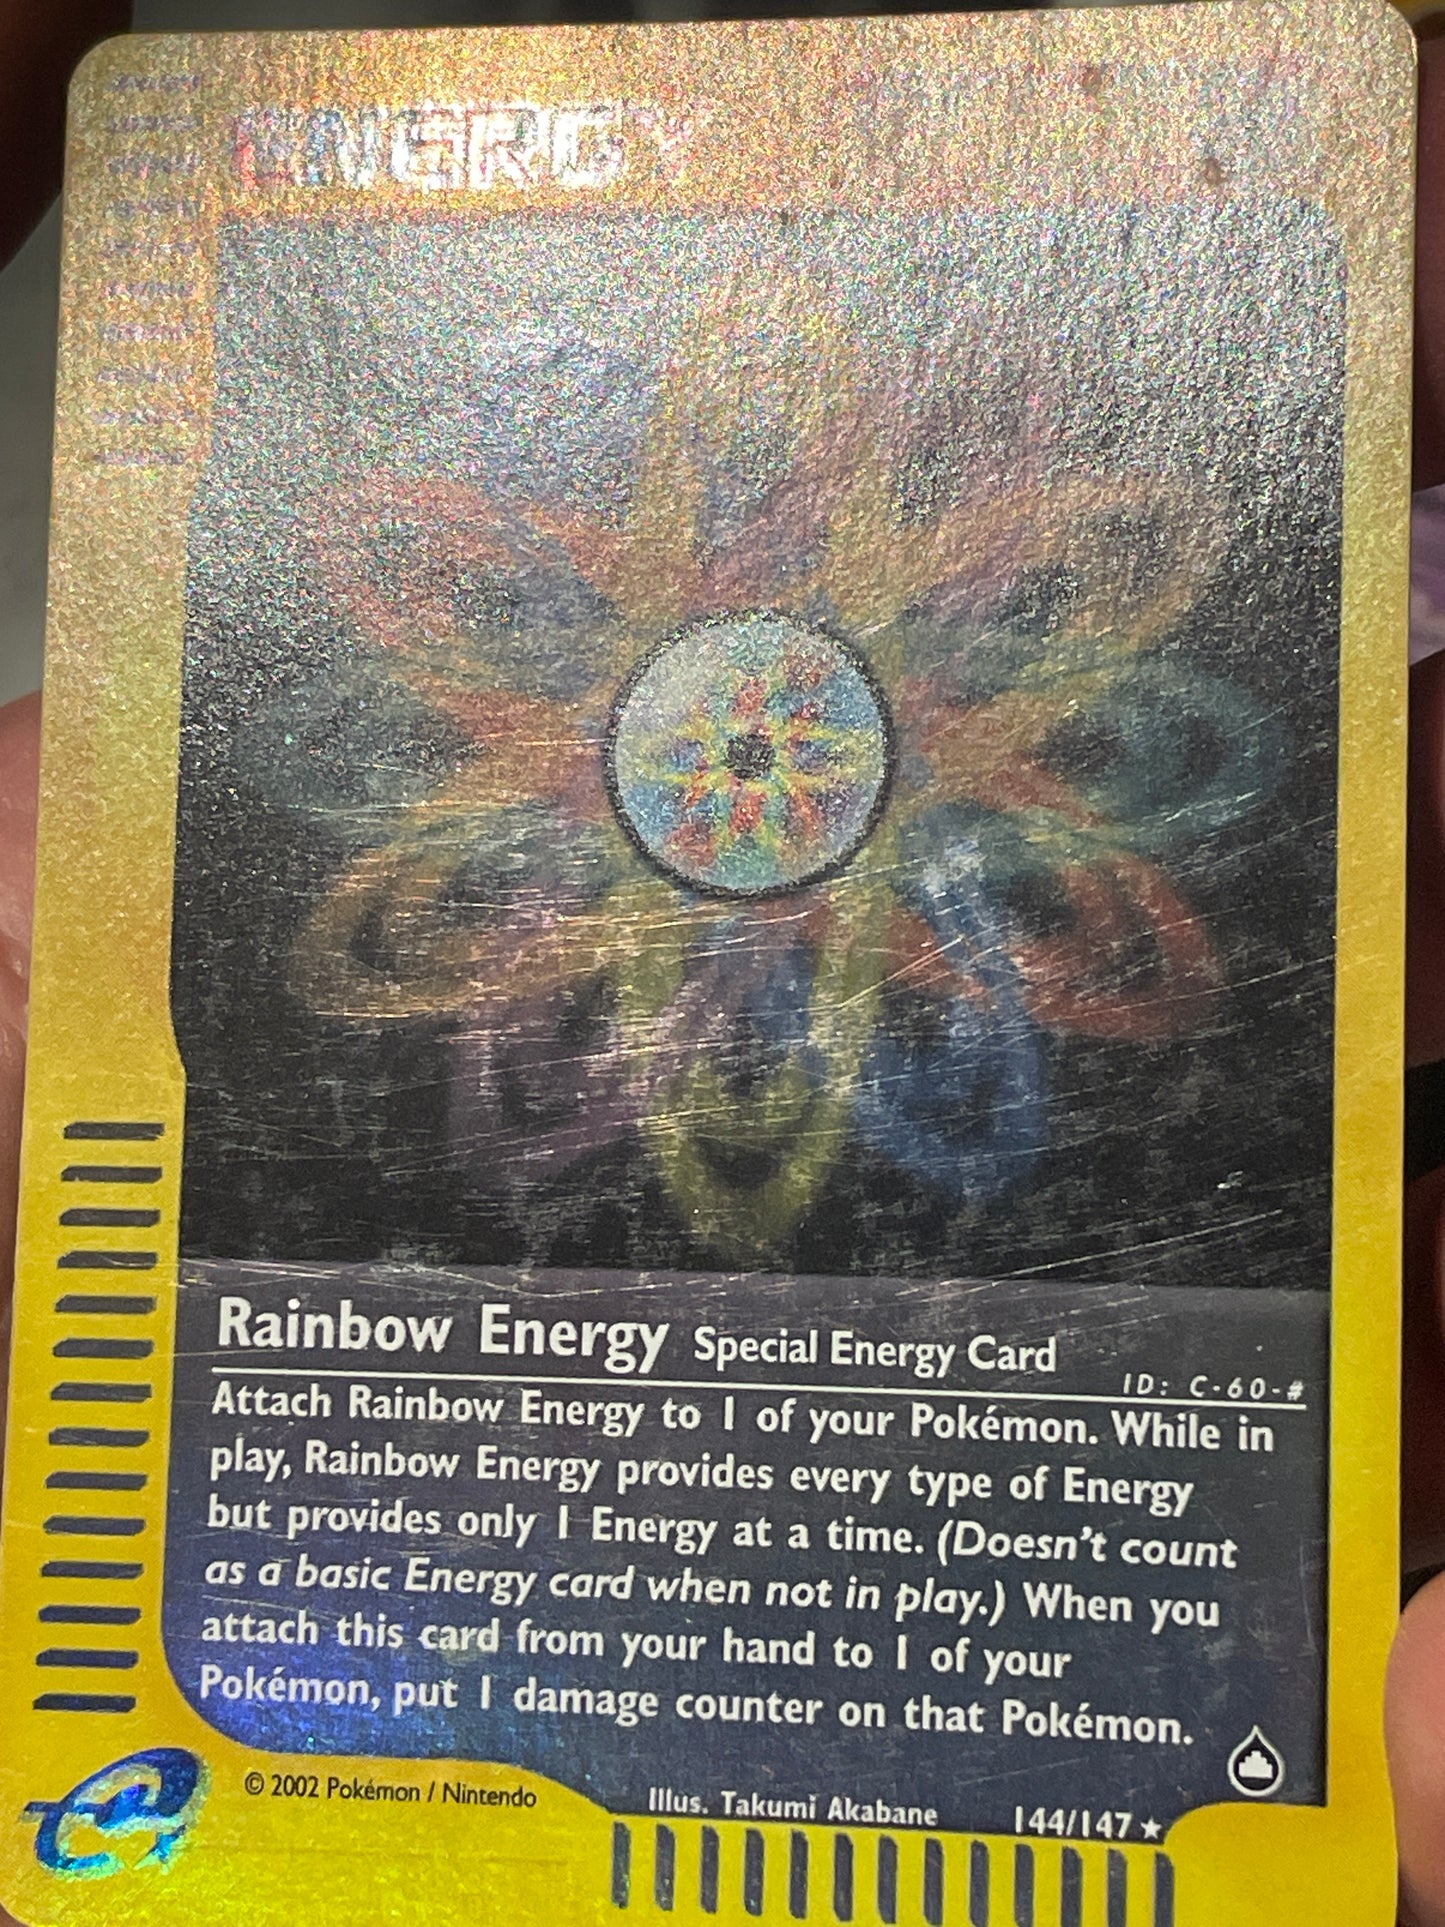 ENERGY
Rainbow Energy Special Energy Card
ID: C-60-#
Attach Rainbow Energy to 1 of your Pokémon. While in
play, Rainbow Energy provides every type of Energy
but provides only 1 Energy at a time. (Doesn't count
as a basic Energy card when not in play.) When you
attach this card from your hand to 1 of your
Pokémon, put 1 damage counter on that Pokémon.
© 2002 Pokémon / Nintendo
Illus. Takumi Akabane
144/147 ★